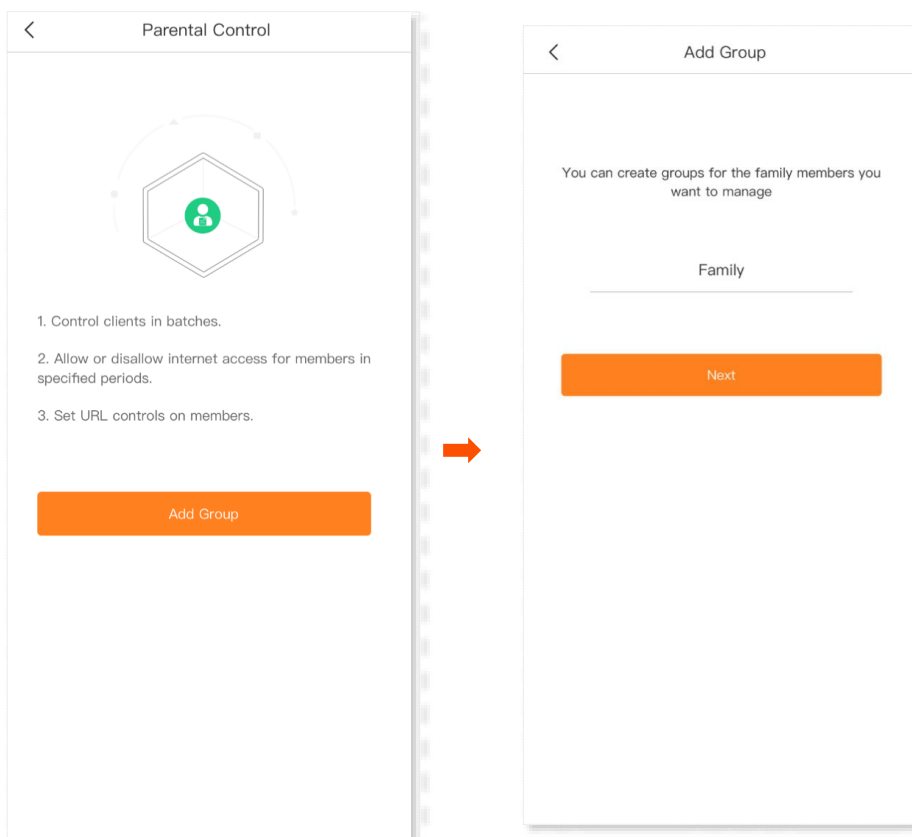 Parental Control
1. Control clients in batches.
2. Allow or disallow internet access for members in
specified periods.
3. Set URL controls on members.
Add Group
Add Group
You can create groups for the family members you
want to manage
Family
Next